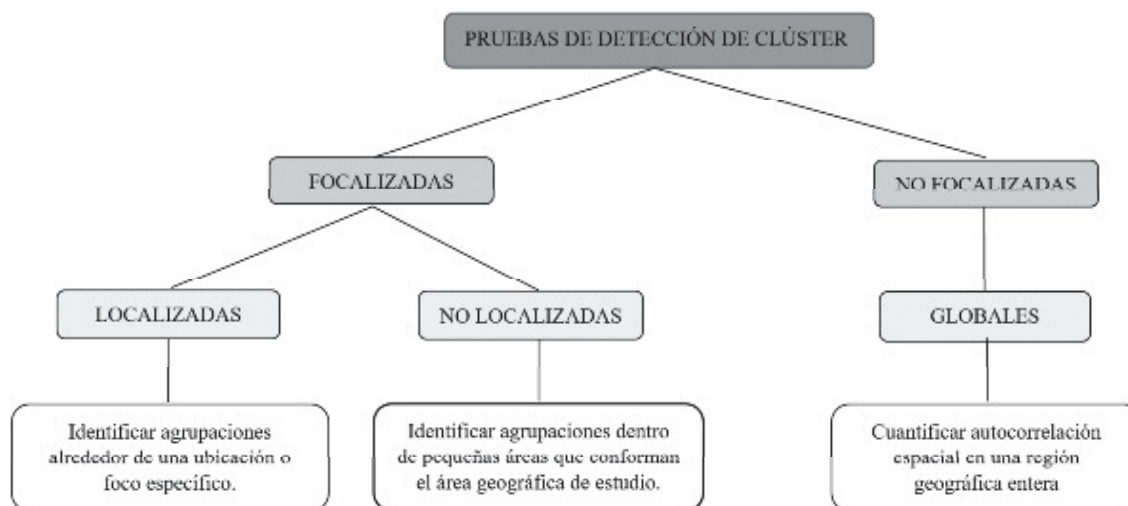 PRUEBAS DE DETECCIÓN DE CLÚSTER
FOCALIZADAS
NO FOCALIZADAS
LOCALIZADAS
NO LOCALIZADAS
GLOBALES
Identificar agrupaciones
alrededor de una ubicación o
foco específico.
Identificar agrupaciones dentro
de pequeñas áreas que conforman
el área geográfica de estudio.
Cuantificar autocorrelación
espacial en una región
geográfica entera